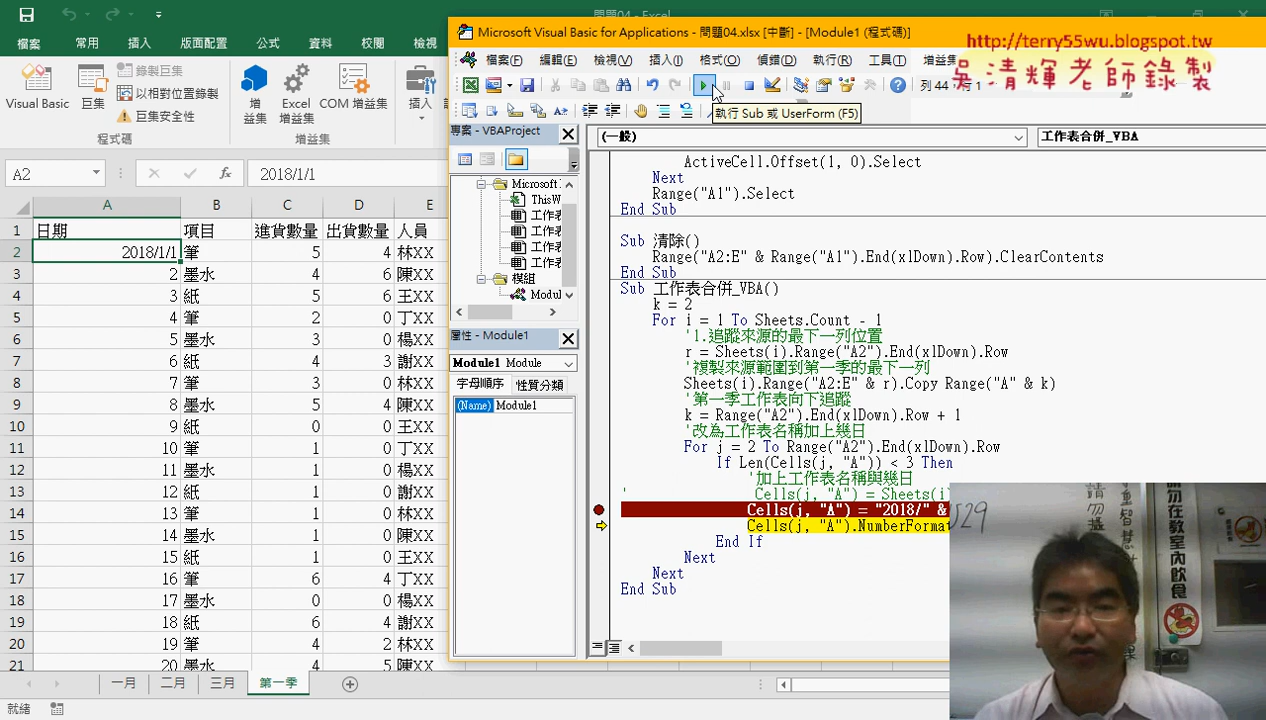 問題04 - Excel
檔案 常用 插入 版面配置 公式 資料 校閱 檢視
Visual Basic 巨集 錄製巨集 以相對位置錄製 巨集安全性
增益集 Excel 增益集 COM 增益集 插入
程式碼 增益集
A2 fx 2018/1/1
A B C D E
1 日期 項目 進貨數量 出貨數量 人員
2 2018/1/1 筆 5 4 林XX
3 2 墨水 4 6 陳XX
4 3 紙 5 6 王XX
5 4 筆 2 0 丁XX
6 5 墨水 3 0 楊XX
7 6 紙 4 3 謝XX
8 7 筆 3 0 林XX
9 8 墨水 5 4 陳XX
10 9 紙 0 0 王XX
11 10 筆 1 0 丁XX
12 11 墨水 1 0 楊XX
13 12 紙 1 0 謝XX
14 13 筆 1 0 林XX
15 14 墨水 1 0 陳XX
16 15 紙 1 0 王XX
17 16 筆 6 4 丁XX
18 17 墨水 0 0 楊XX
19 18 紙 6 4 謝XX
20 19 筆 4 2 林XX
21 20 墨水 4 5 陳XX
一月 二月 三月 第一季
就緒
Microsoft Visual Basic for Applications - 問題04.xlsx [中斷] - [Module1 (程式碼)]
http://terry55wu.blogspot.tw
吳清輝老師錄製
檔案(F) 編輯(E) 檢視(V) 插入(I) 格式(O) 偵錯(D) 執行(R) 工具(T) 增益集
執行 Sub 或 UserForm (F5)
專案 - VBAProject
Microsoft
ThisW
工作表
工作表
工作表
工作表
模組
Modul
屬性 - Module1
Module1 Module
字母順序 性質分類
(Name) Module1
(一般) 工作表合併_VBA
ActiveCell.Offset(1, 0).Select
Next
Range("A1").Select
End Sub
Sub 清除()
Range("A2:E" & Range("A1").End(xlDown).Row).ClearContents
End Sub
Sub 工作表合併_VBA()
k = 2
For i = 1 To Sheets.Count - 1
'1.追蹤來源的最下一列位置
r = Sheets(i).Range("A2").End(xlDown).Row
'複製來源範圍到第一季的最下一列
Sheets(i).Range("A2:E" & r).Copy Range("A" & k)
'第一季工作表向下追蹤
k = Range("A2").End(xlDown).Row + 1
'改為工作表名稱加上幾日
For j = 2 To Range("A2").End(xlDown).Row
If Len(Cells(j, "A")) < 3 Then
'加上工作表名稱與幾日
' Cells(j, "A") = Sheets(i)
Cells(j, "A") = "2018/" &
Cells(j, "A").NumberFormat
End If
Next
Next
End Sub
勿在教室內飲食